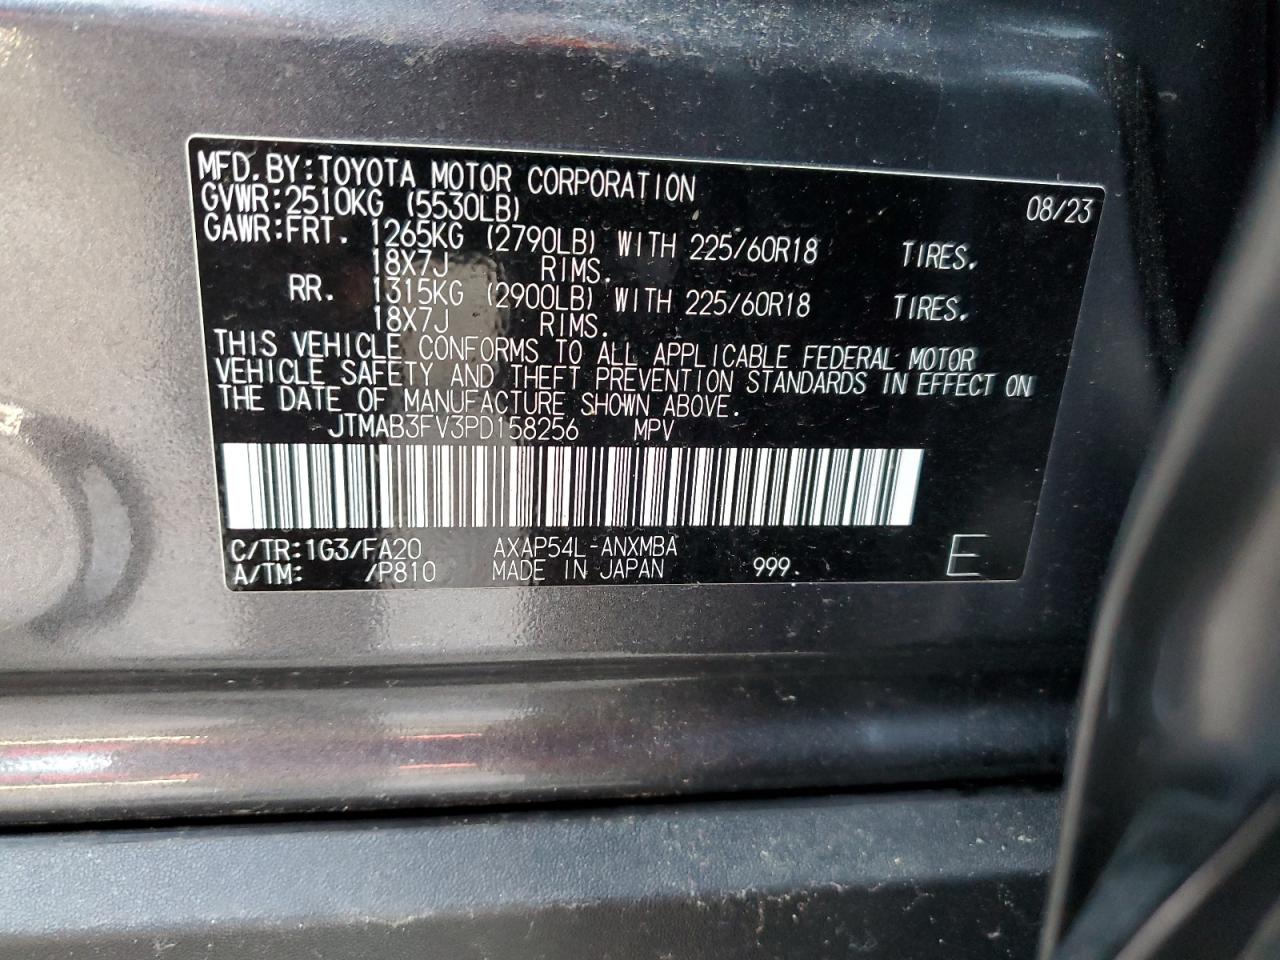 MFD.BY:TOYOTA MOTOR CORPORATION 08/23
GVWR:2510KG (5530LB)
GAWR:FRT. 1265KG (2790LB) WITH 225/60R18 TIRES.
18X7J RIMS.
RR. 1315KG (2900LB) WITH 225/60R18 TIRES.
18X7J RIMS.
THIS VEHICLE CONFORMS TO ALL APPLICABLE FEDERAL MOTOR
VEHICLE SAFETY AND THEFT PREVENTION STANDARDS IN EFFECT ON
THE DATE OF MANUFACTURE SHOWN ABOVE.
JTMAB3FV3PD158256 MPV
C/TR:1G3/FA20 AXAP54L-ANXMBA
A/TM: /P810 MADE IN JAPAN 999. E